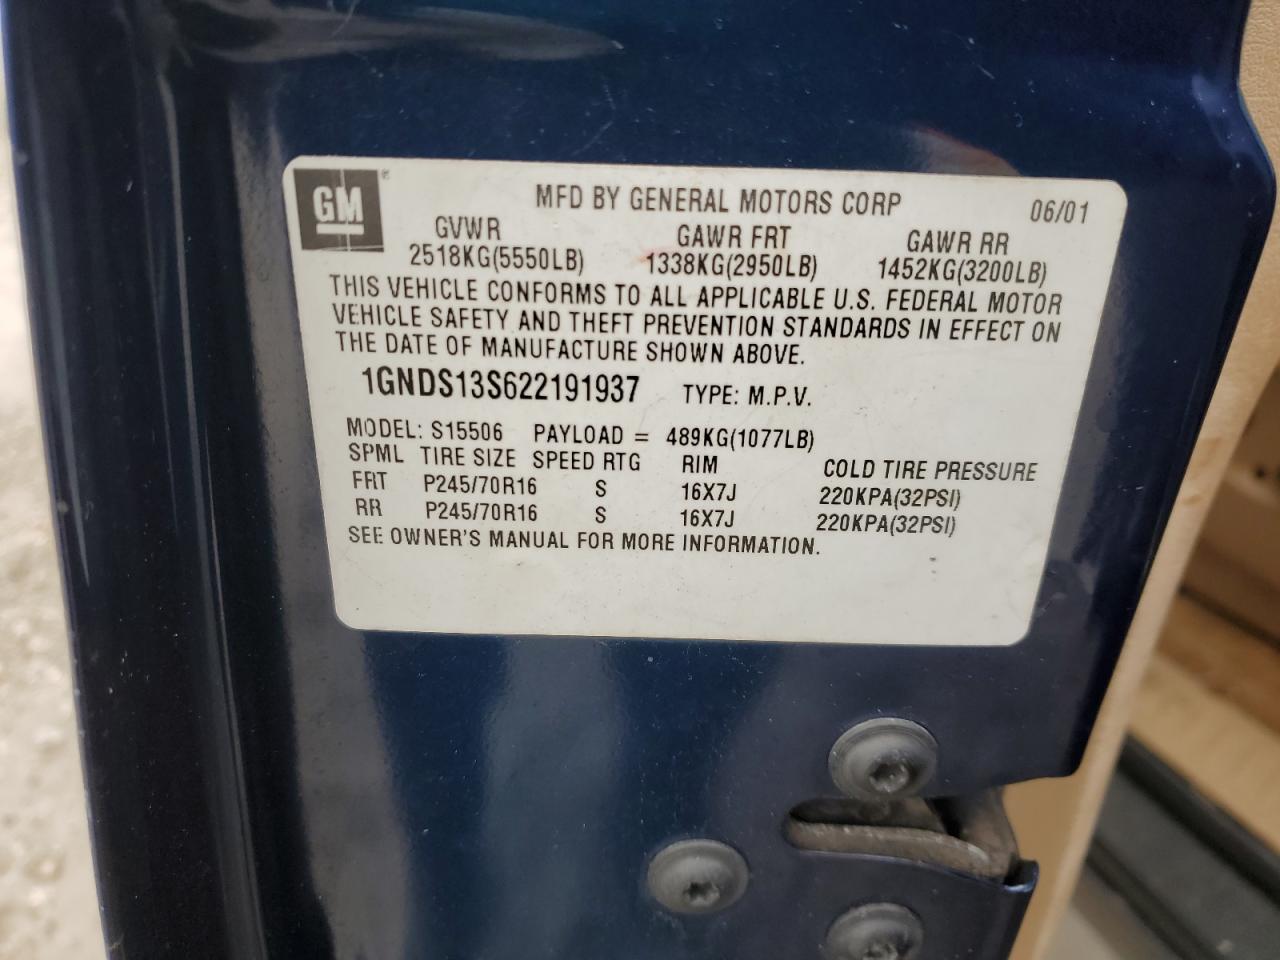 GM ®
MFD BY GENERAL MOTORS CORP 06/01
GVWR GAWR FRT GAWR RR
2518KG(5550LB) 1338KG(2950LB) 1452KG(3200LB)
THIS VEHICLE CONFORMS TO ALL APPLICABLE U.S. FEDERAL MOTOR
VEHICLE SAFETY AND THEFT PREVENTION STANDARDS IN EFFECT ON
THE DATE OF MANUFACTURE SHOWN ABOVE.
1GNDS13S622191937 TYPE: M.P.V.
MODEL: S15506 PAYLOAD = 489KG(1077LB)
SPML TIRE SIZE SPEED RTG RIM COLD TIRE PRESSURE
FRT P245/70R16 S 16X7J 220KPA(32PSI)
RR P245/70R16 S 16X7J 220KPA(32PSI)
SEE OWNER'S MANUAL FOR MORE INFORMATION.